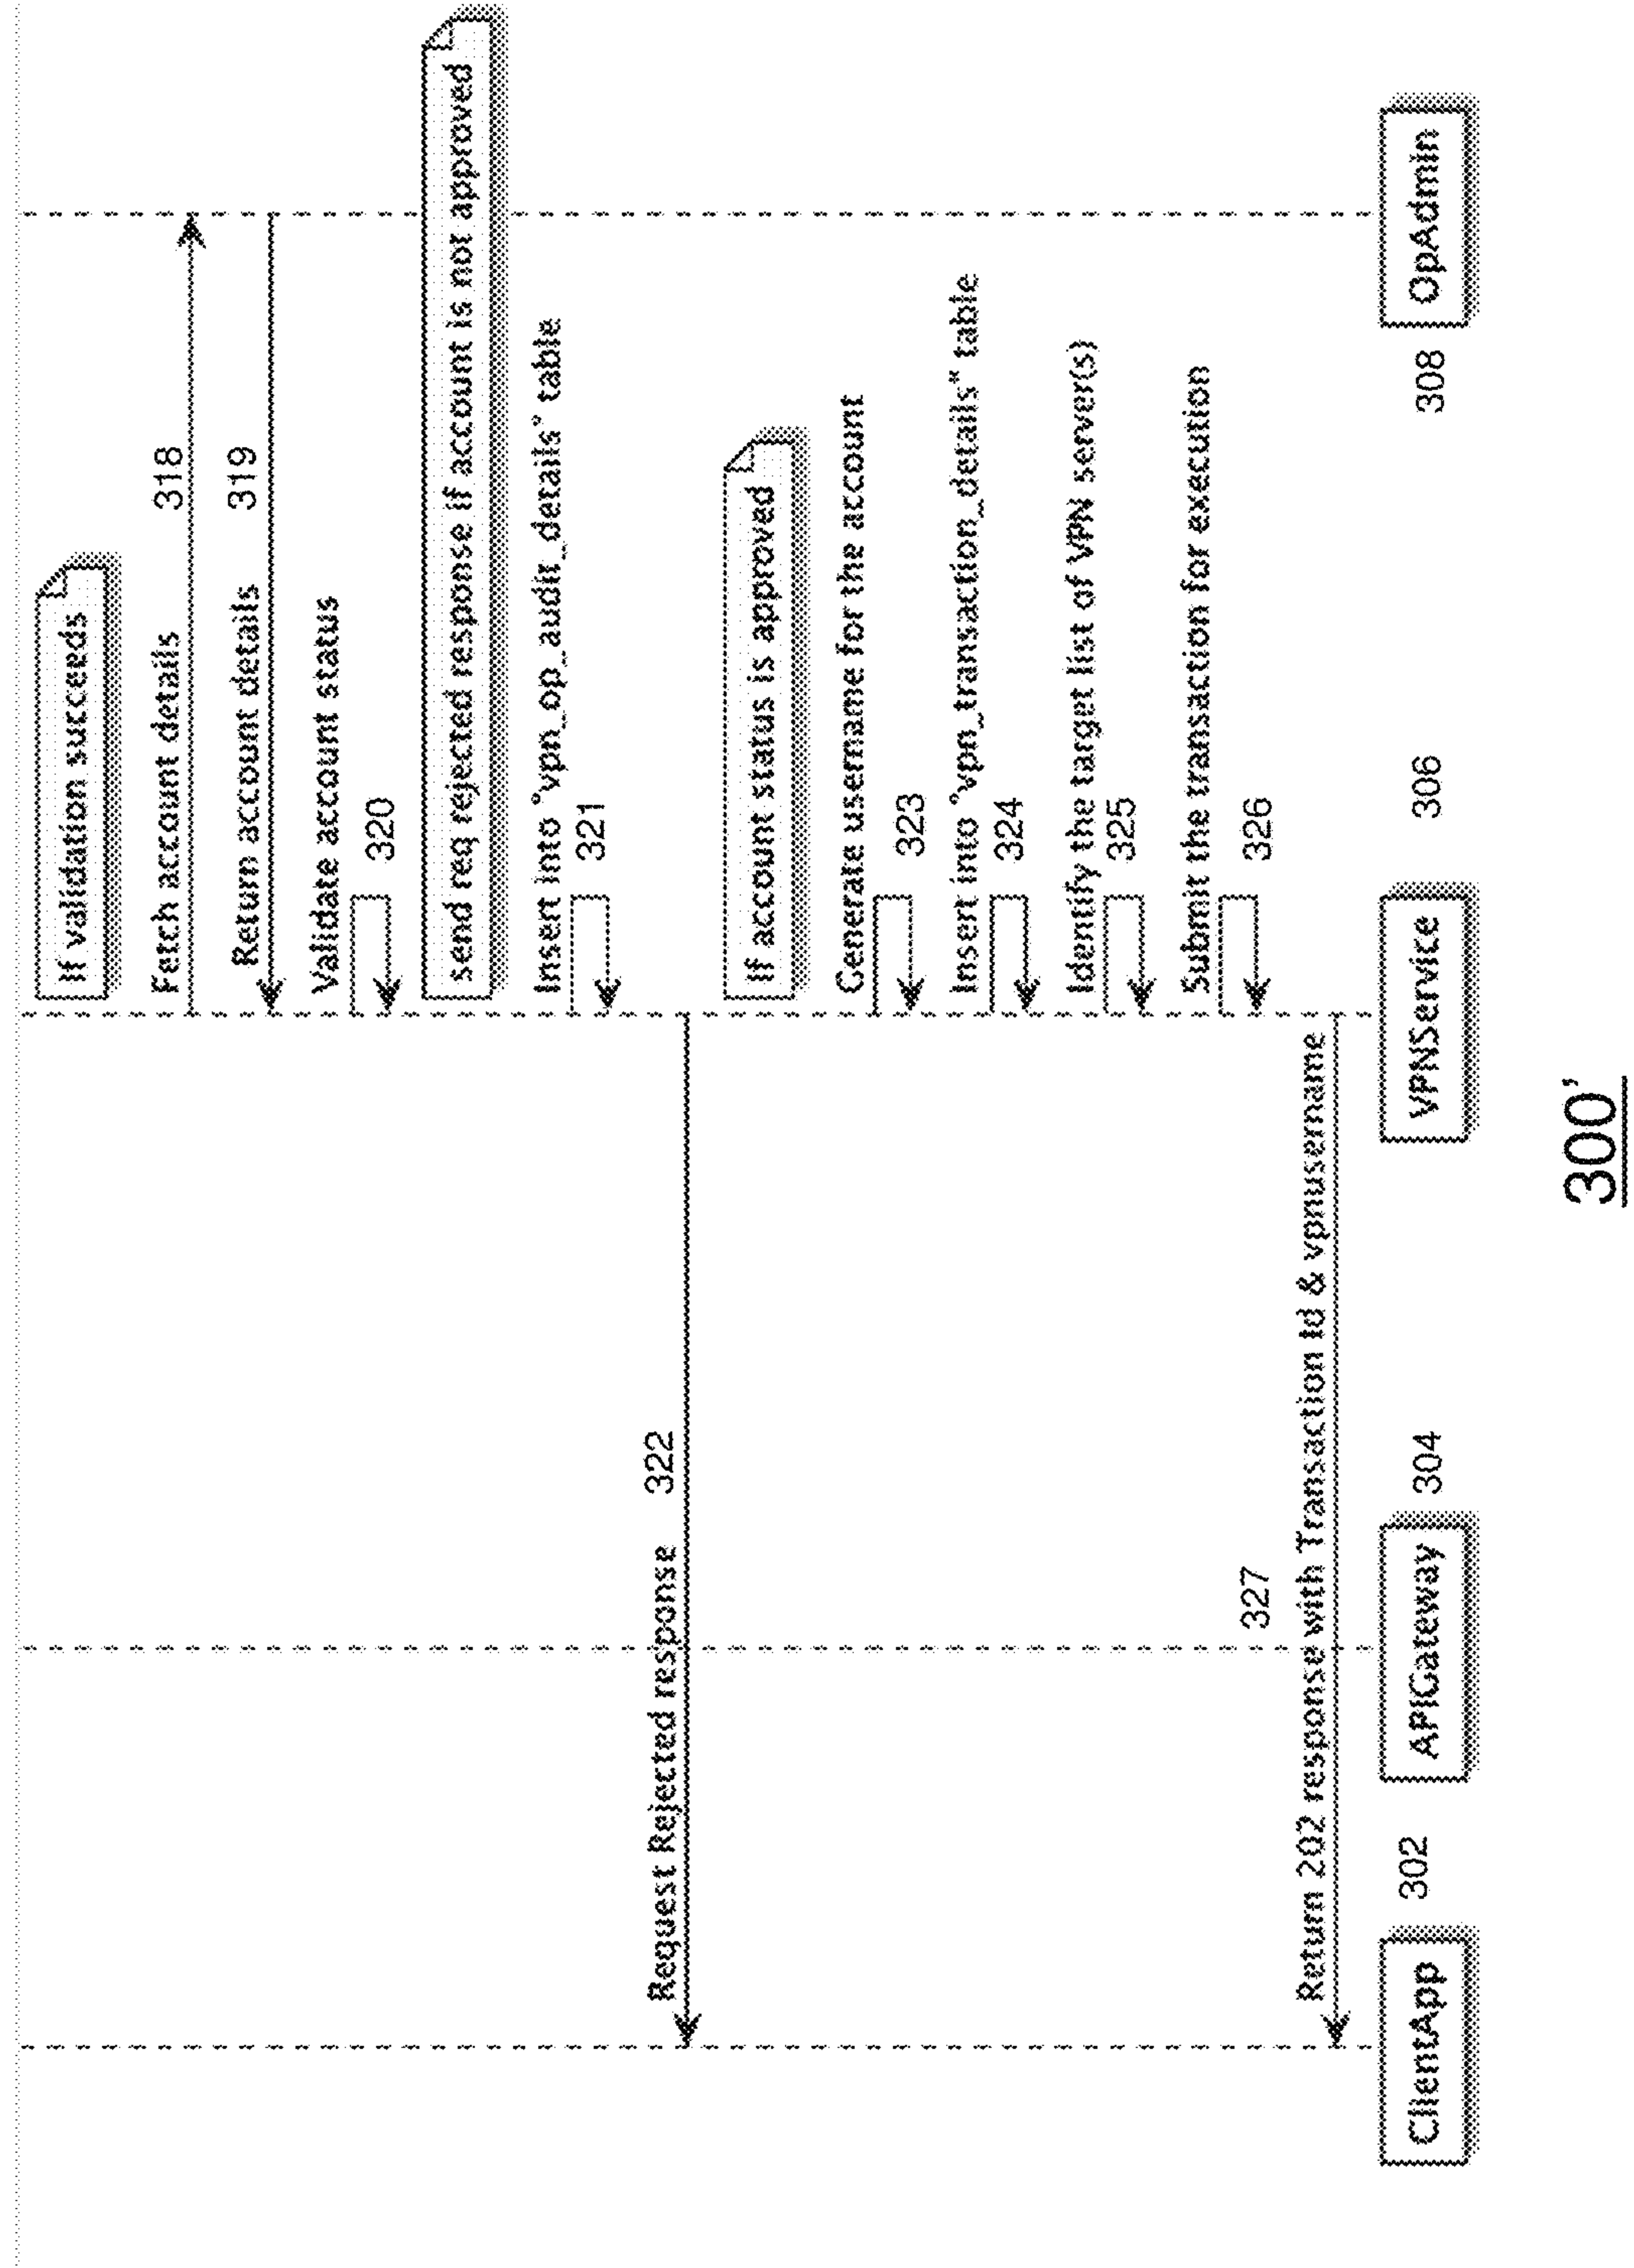 If validation succeeds
Fetch account details 318
Return account details 319
Validate account status
320
send req rejected response if account is not approved
Insert into "vpn_op_audit_details" table
321
Request Rejected response 322
If account status is approved
Generate username for the account
323
Insert into "vpn_transaction_details" table
324
Identify the target list of VPN server(s)
325
Submit the transaction for execution
326
327
Return 202 response with Transaction Id & vpnusername
ClientApp 302 APIGateway 304 VPNService 306 308 OpAdmin
300'